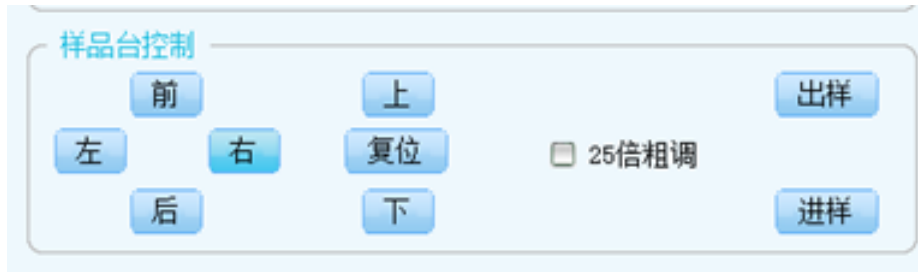 样品台控制
前 上 出样
左 右 复位 25倍粗调
后 下 进样